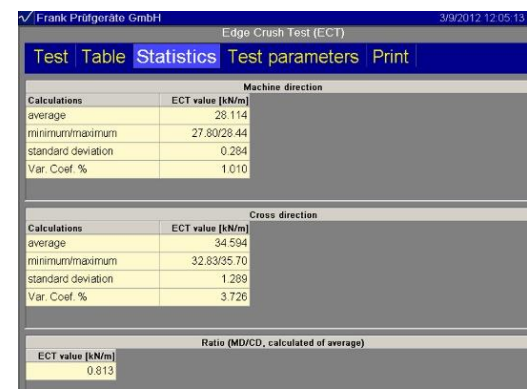 Frank Prüfgeräte GmbH 3/9/2012 12:05:13
Edge Crush Test (ECT)
Test Table Statistics Test parameters Print
Machine direction
Calculations ECT value [kN/m]
average 28.114
minimum/maximum 27.80/28.44
standard deviation 0.284
Var. Coef. % 1.010
Cross direction
Calculations ECT value [kN/m]
average 34.594
minimum/maximum 32.83/35.70
standard deviation 1.289
Var. Coef. % 3.726
Ratio (MD/CD, calculated of average)
ECT value [kN/m]
0.813